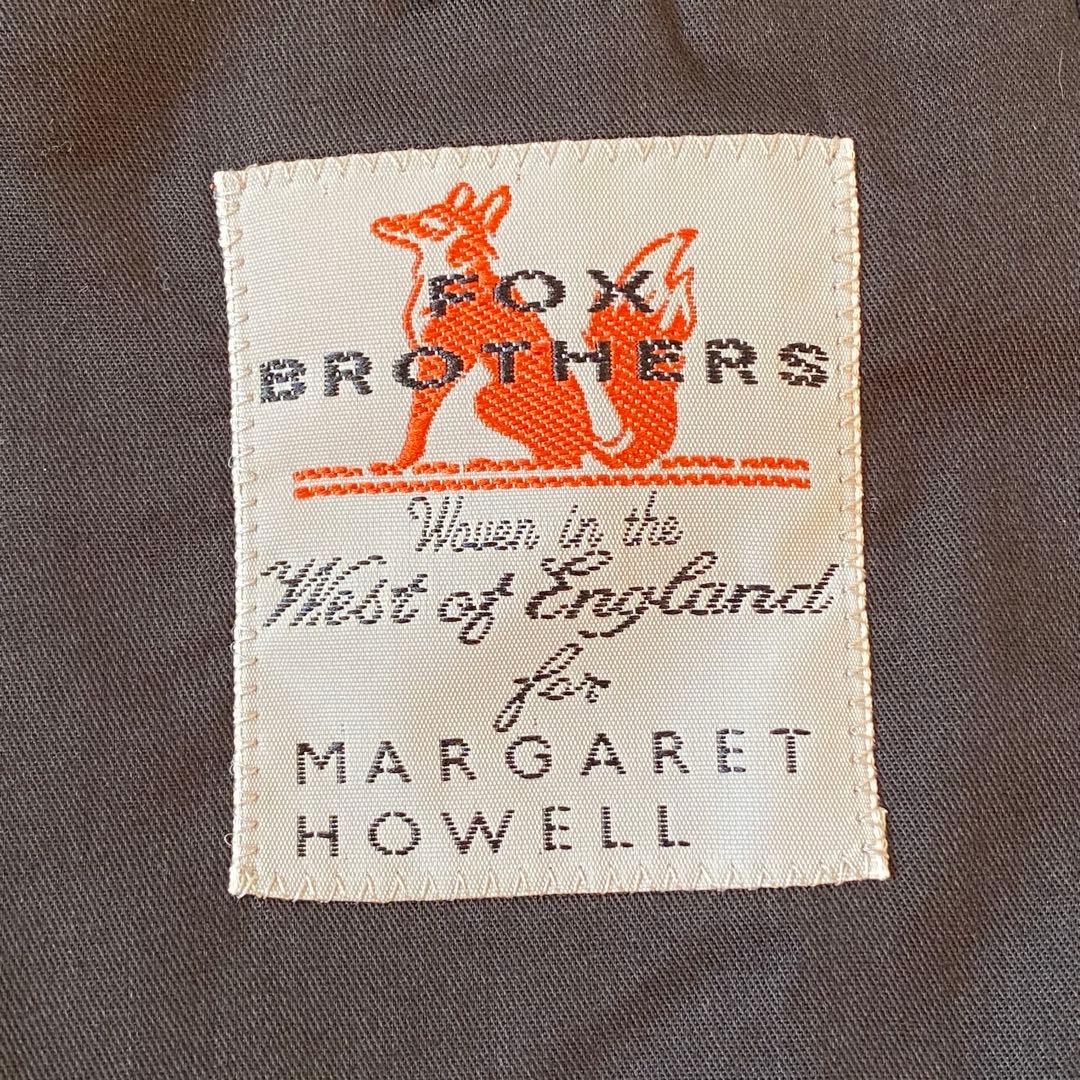 FOX
BROTHERS
Woven in the
West of England
for
MARGARET
HOWELL